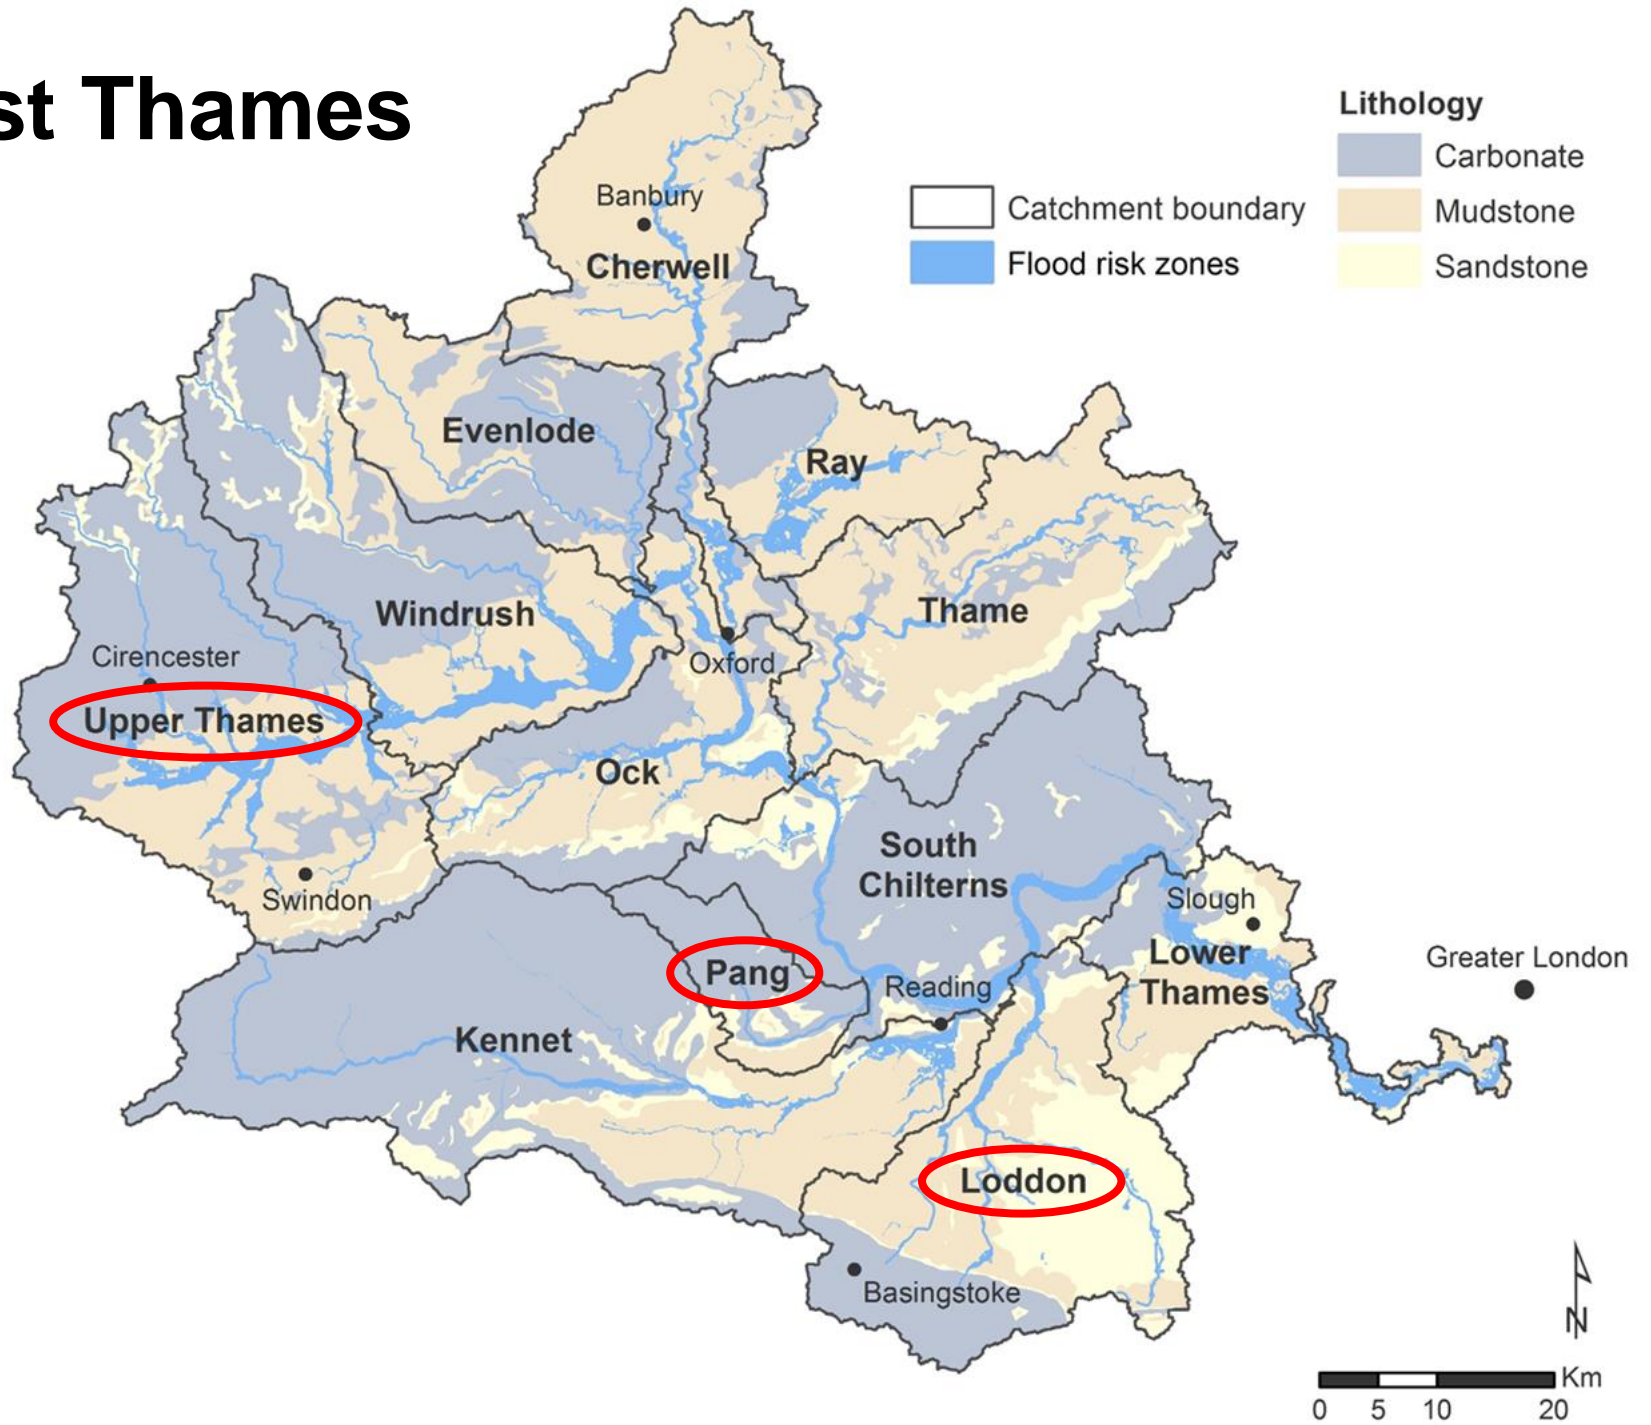 st Thames
Lithology
Carbonate
Mudstone
Sandstone
Catchment boundary
Flood risk zones
Banbury
Cherwell
Evenlode
Ray
Windrush
Thame
Cirencester
Oxford
Upper Thames
Ock
South
Chilterns
Swindon
Slough
Lower
Thames
Greater London
Pang
Reading
Kennet
Loddon
Basingstoke
N
Km
0 5 10 20